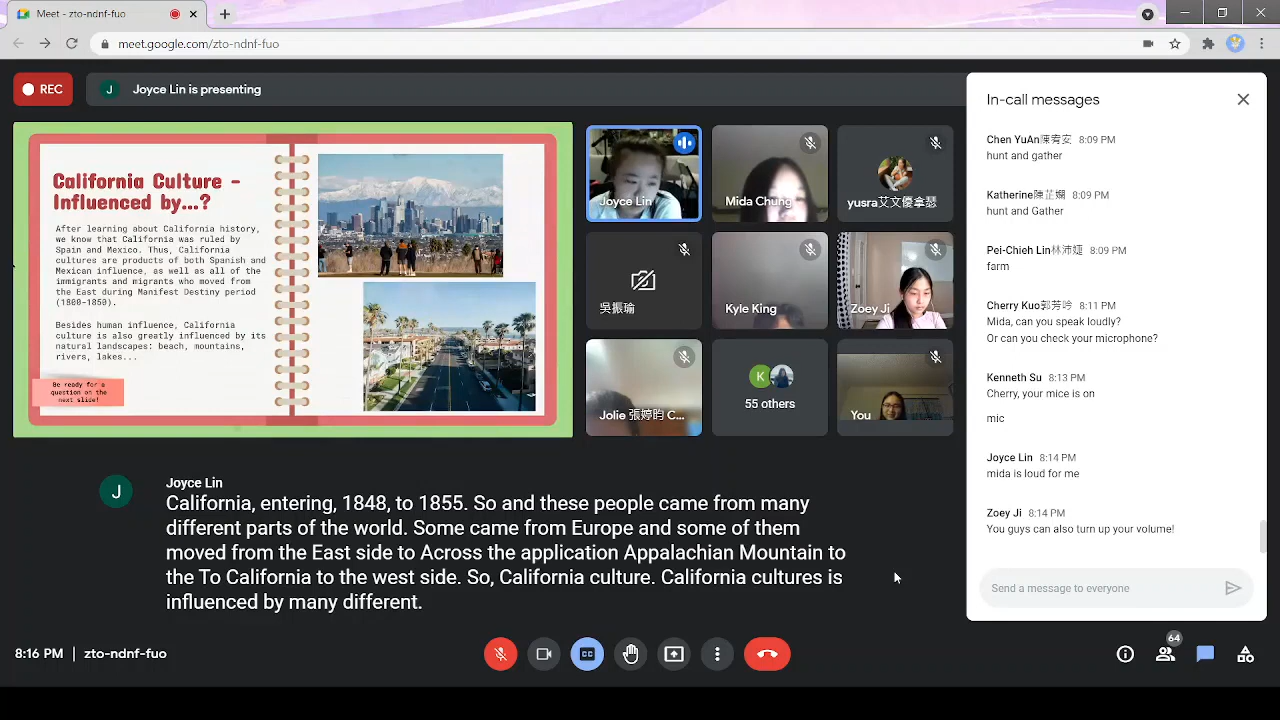 Meet - zto-ndnf-fuo
meet.google.com/zto-ndnf-fuo
REC
J
Joyce Lin is presenting
California Culture -
Influenced by...?
After learning about California history,
we know that California was ruled by
Spain and Mexico. Thus, California
cultures are products of both Spanish and
Mexican influence, as well as all of the
immigrants and migrants who moved from
the East during Manifest Destiny period
(1800-1850).
Besides human influence, California
culture is also greatly influenced by its
natural landscapes: beach, mountains,
rivers, lakes...
Be ready for a
question on the
next slide!
Joyce Lin
Mida Chung
yusra艾文優拿瑟
吳振瑜
Kyle King
Zoey Ji
Jolie 張婷昀 C...
K
55 others
You
J
Joyce Lin
California, entering, 1848, to 1855. So and these people came from many
different parts of the world. Some came from Europe and some of them
moved from the East side to Across the application Appalachian Mountain to
the To California to the west side. So, California culture. California cultures is
influenced by many different.
In-call messages
Chen YuAn陳宥安 8:09 PM
hunt and gather
Katherine陳芷嫻 8:09 PM
hunt and Gather
Pei-Chieh Lin林沛婕 8:09 PM
farm
Cherry Kuo郭芳吟 8:11 PM
Mida, can you speak loudly?
Or can you check your microphone?
Kenneth Su 8:13 PM
Cherry, your mice is on
mic
Joyce Lin 8:14 PM
mida is loud for me
Zoey Ji 8:14 PM
You guys can also turn up your volume!
Send a message to everyone
8:16 PM | zto-ndnf-fuo
CC
64